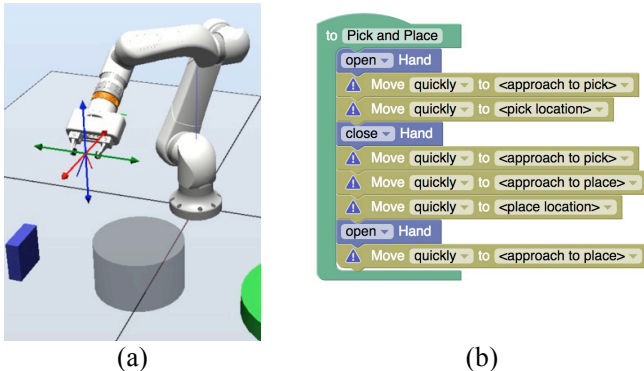 to Pick and Place
open Hand
Move quickly to <approach to pick>
Move quickly to <pick location>
close Hand
Move quickly to <approach to pick>
Move quickly to <approach to place>
Move quickly to <place location>
open Hand
Move quickly to <approach to place>
(a)
(b)